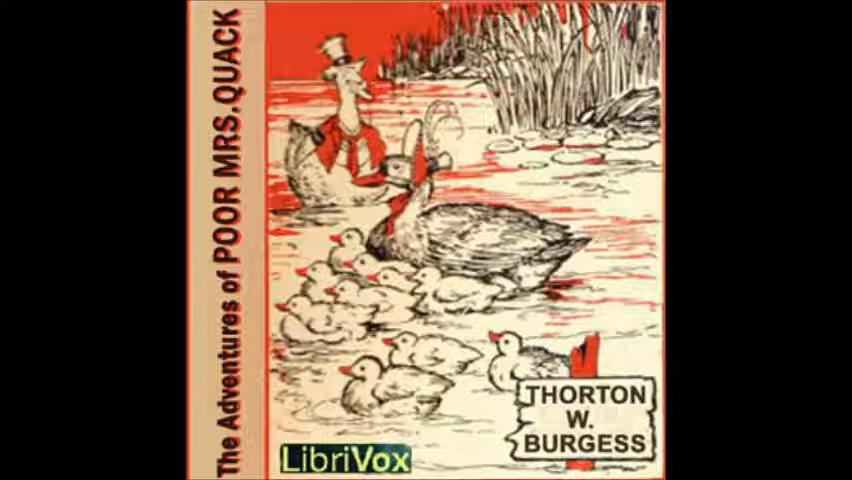 The Adventures of POOR MRS.QUACK
THORTON
W.
BURGESS
LibriVox